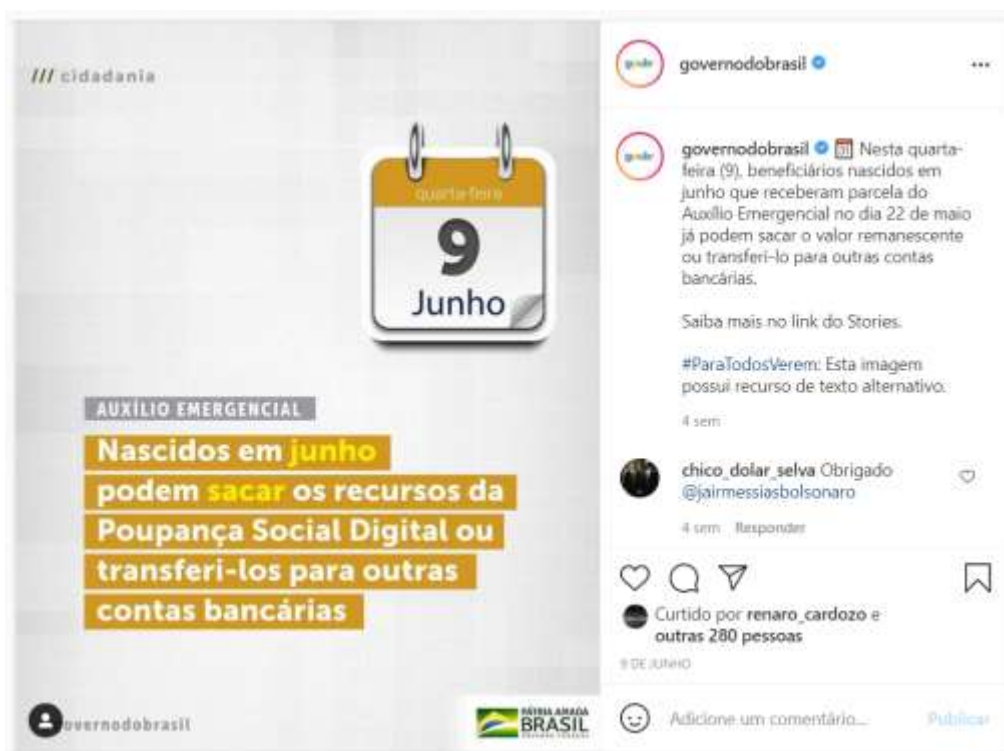 /// cidadania
quarta-feira
9
Junho
AUXÍLIO EMERGENCIAL
Nascidos em junho
podem sacar os recursos da
Poupança Social Digital ou
transferi-los para outras
contas bancárias
overnodobrasil
PÁTRIA AMADA
BRASIL
governodobrasil
governodobrasil Nesta quarta-
feira (9), beneficiários nascidos em
junho que receberam parcela do
Auxílio Emergencial no dia 22 de maio
já podem sacar o valor remanescente
ou transferi-lo para outras contas
bancárias.
Saiba mais no link do Stories.
#ParaTodosVerem: Esta imagem
possui recurso de texto alternativo.
4 sem
chico_dolar_selva Obrigado
@jairmessiasbolsonaro
4 sem Responder
Curtido por renaro_cardozo e
outras 280 pessoas
9 DE JUNHO
Adicione um comentário... Publicar